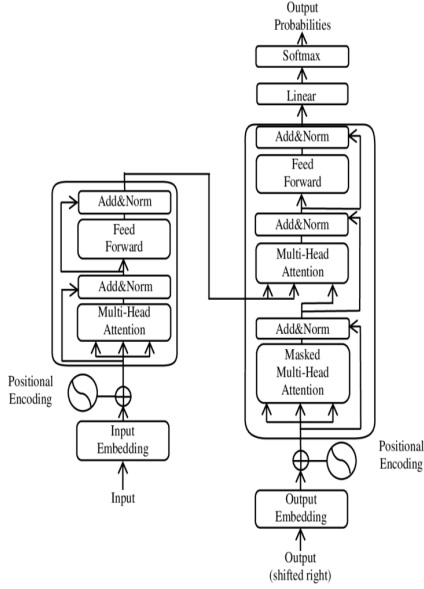 Output
Probabilities
Softmax
Linear
Add&Norm
Feed
Forward
Add&Norm
Multi-Head
Attention
Add&Norm
Masked
Multi-Head
Attention
Positional
Encoding
Output
Embedding
Output
(shifted right)
Add&Norm
Feed
Forward
Add&Norm
Multi-Head
Attention
Positional
Encoding
Input
Embedding
Input